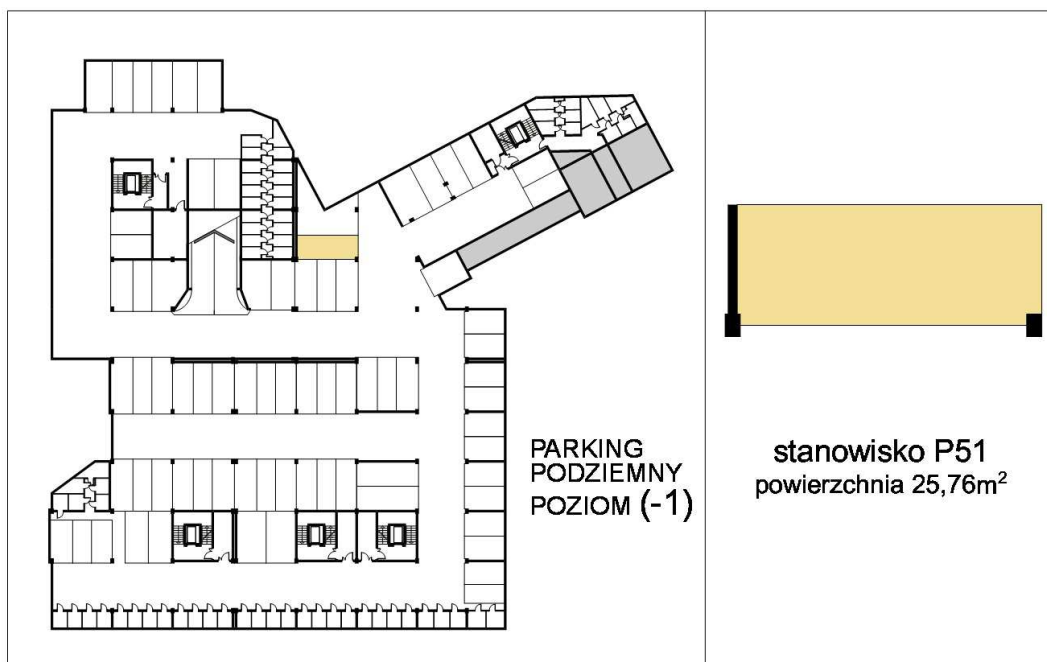 PARKING
PODZIEMNY
POZIOM (-1)
stanowisko P51
powierzchnia 25,76m²